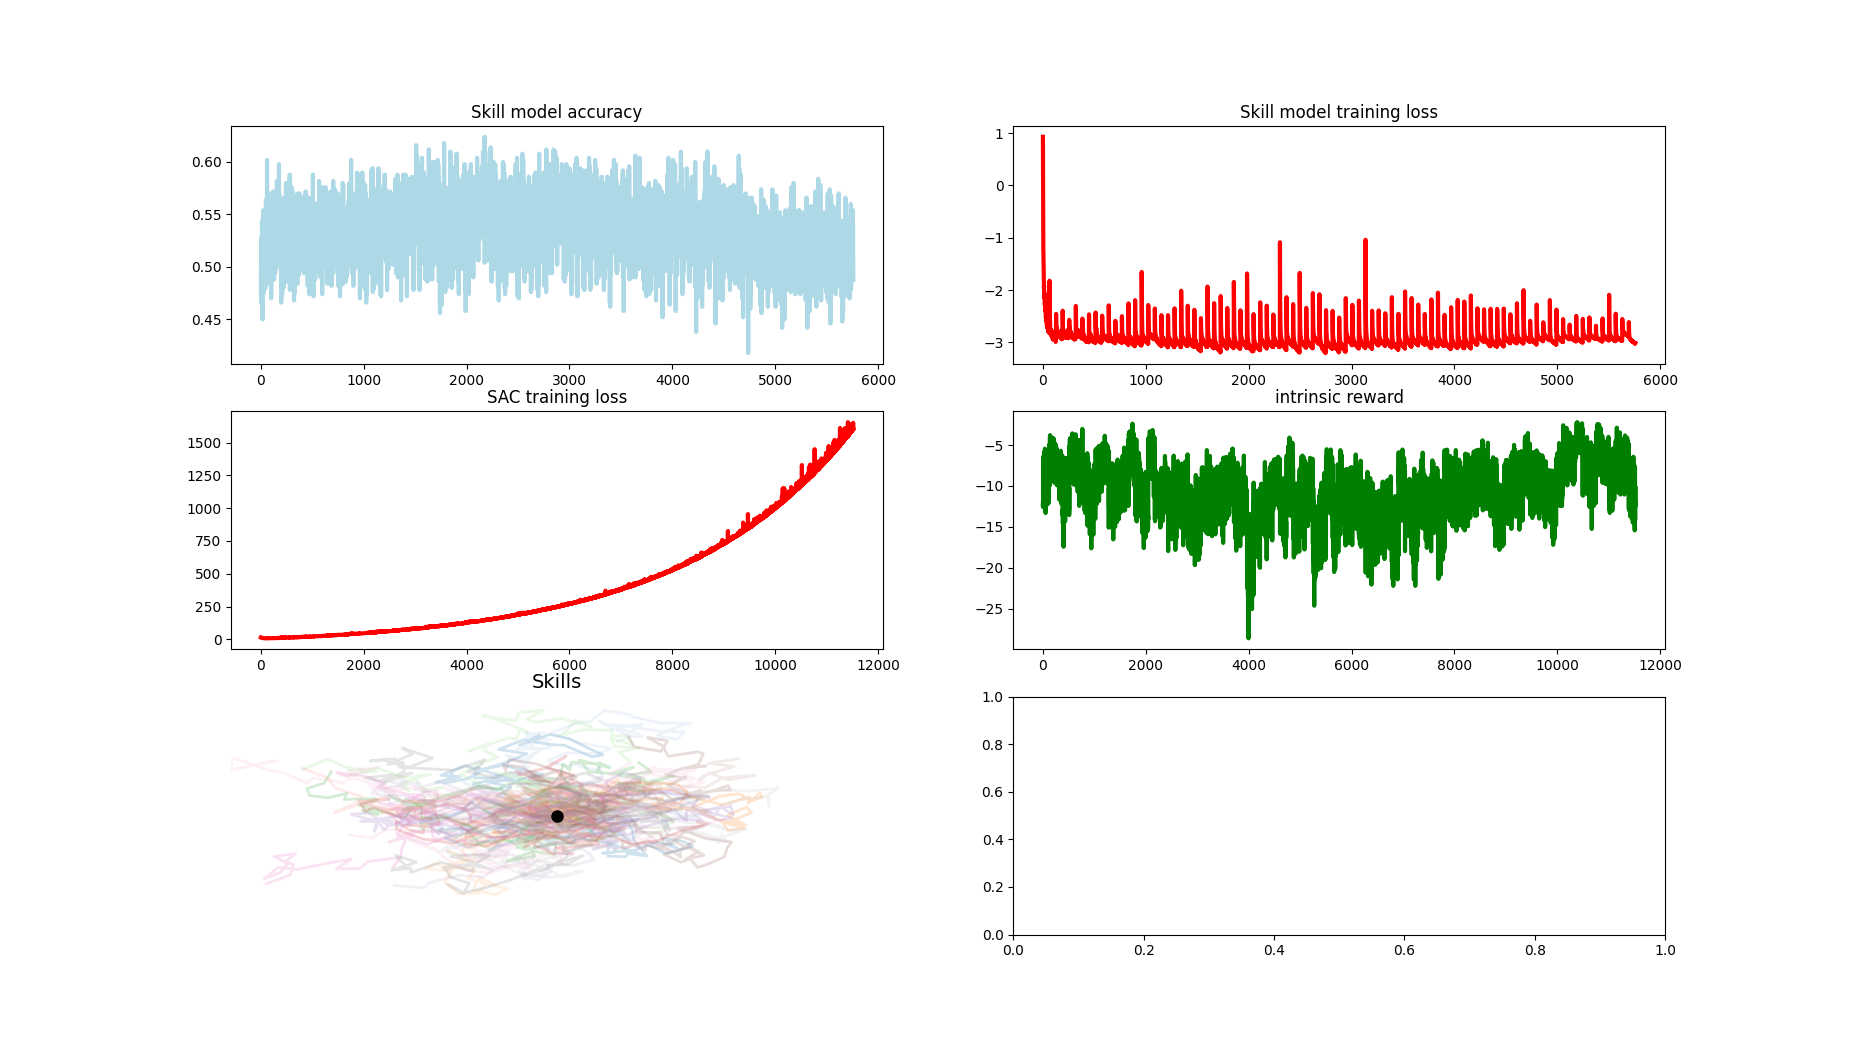 Skill model accuracy
0.60
0.55
0.50
0.45
0 1000 2000 3000 4000 5000 6000
Skill model training loss
1
0
−1
−2
−3
0 1000 2000 3000 4000 5000 6000
SAC training loss
1500
1250
1000
750
500
250
0
0 2000 4000 6000 8000 10000 12000
intrinsic reward
−5
−10
−15
−20
−25
0 2000 4000 6000 8000 10000 12000
Skills
1.0
0.8
0.6
0.4
0.2
0.0
0.0 0.2 0.4 0.6 0.8 1.0